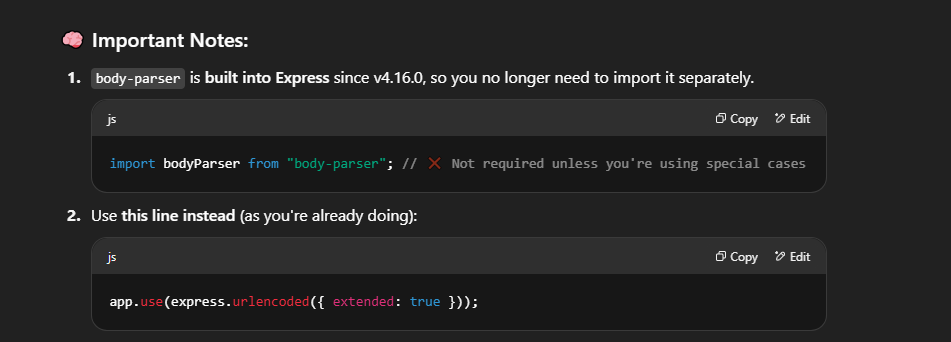 🧠 Important Notes:
1. body-parser is built into Express since v4.16.0, so you no longer need to import it separately.
js Copy Edit
import bodyParser from "body-parser"; // ❌ Not required unless you're using special cases
2. Use this line instead (as you're already doing):
js Copy Edit
app.use(express.urlencoded({ extended: true }));